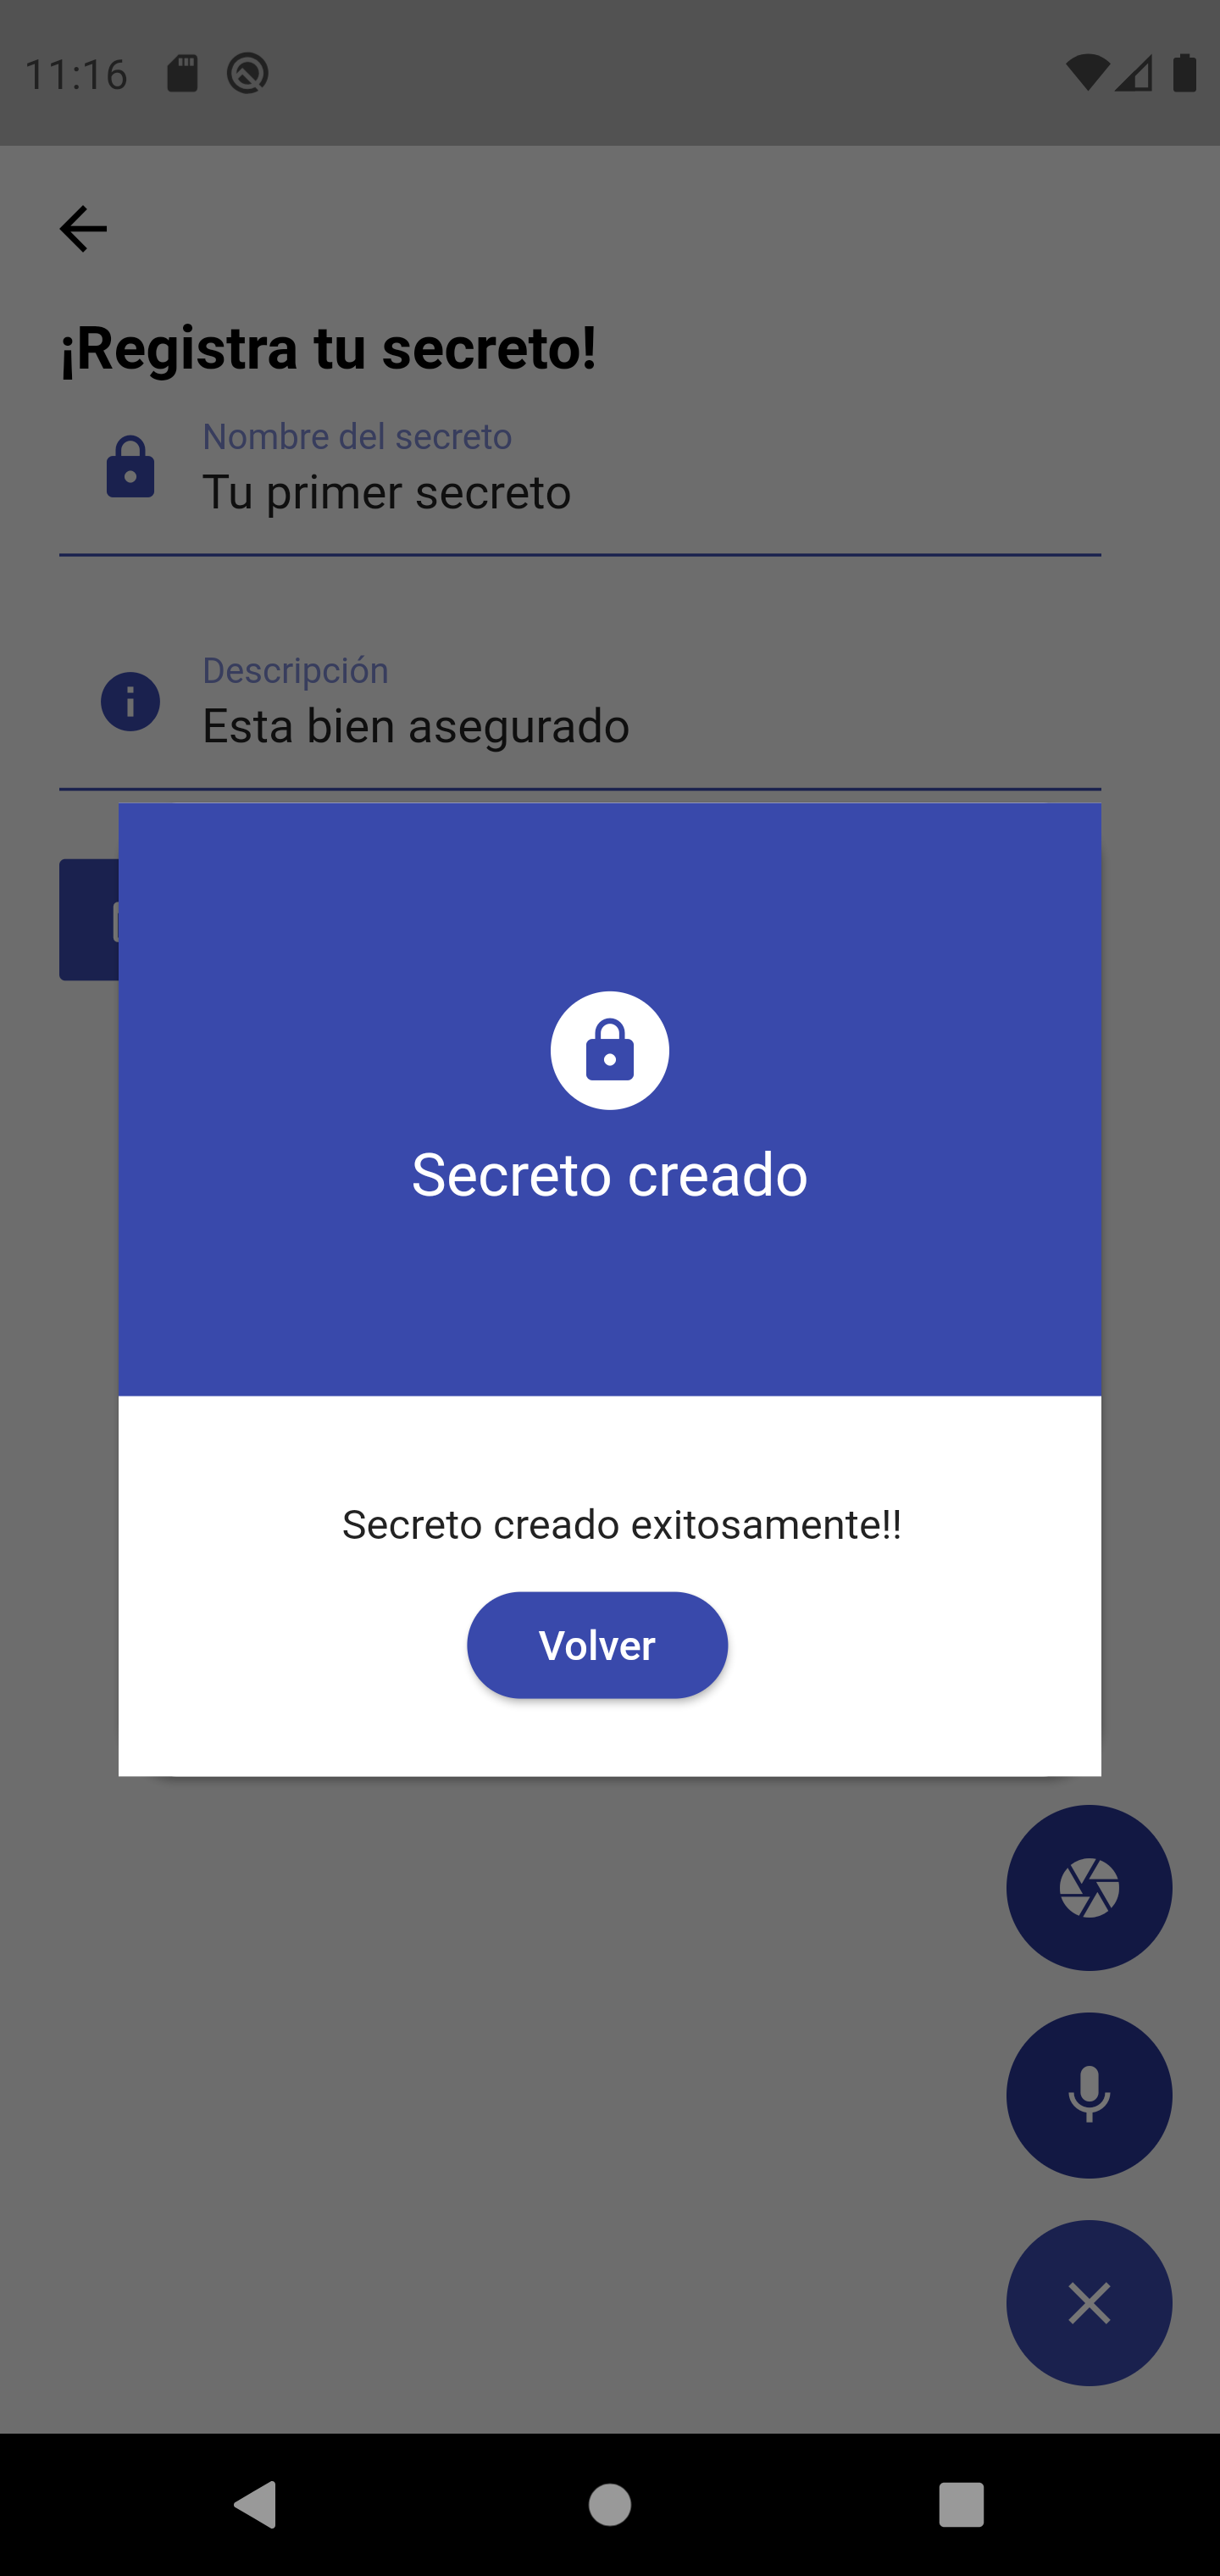 11:16
¡Registra tu secreto!
Nombre del secreto
Tu primer secreto
Descripción
Esta bien asegurado
Secreto creado
Secreto creado exitosamente!!
Volver